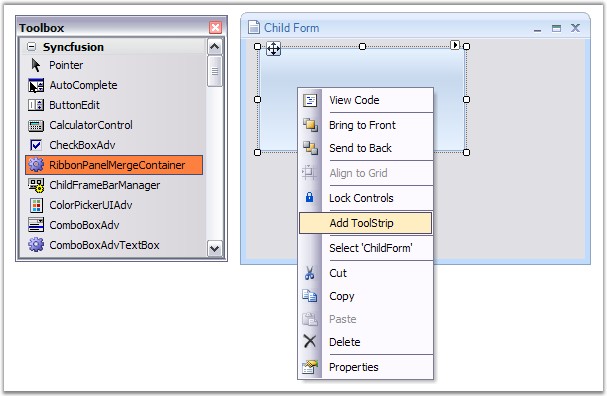 Toolbox
Syncfusion
Pointer
AutoComplete
ButtonEdit
CalculatorControl
CheckBoxAdv
RibbonPanelMergeContainer
ChildFrameBarManager
ColorPickerUIAdv
ComboBoxAdv
ComboBoxAdvTextBox
Child Form
View Code
Bring to Front
Send to Back
Align to Grid
Lock Controls
Add ToolStrip
Select 'ChildForm'
Cut
Copy
Paste
Delete
Properties